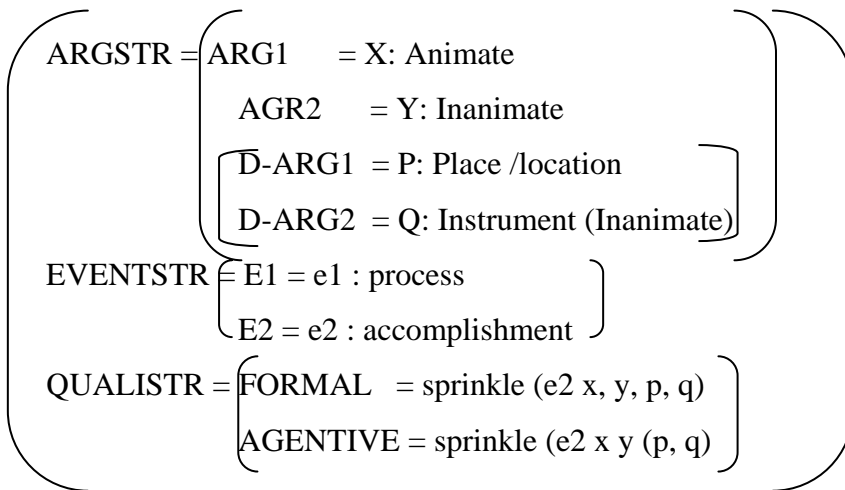 ARGSTR = ARG1 = X: Animate
AGR2 = Y: Inanimate
D-ARG1 = P: Place /location
D-ARG2 = Q: Instrument (Inanimate)
EVENTSTR = E1 = e1 : process
E2 = e2 : accomplishment
QUALISTR = FORMAL = sprinkle (e2 x, y, p, q)
AGENTIVE = sprinkle (e2 x y (p, q)